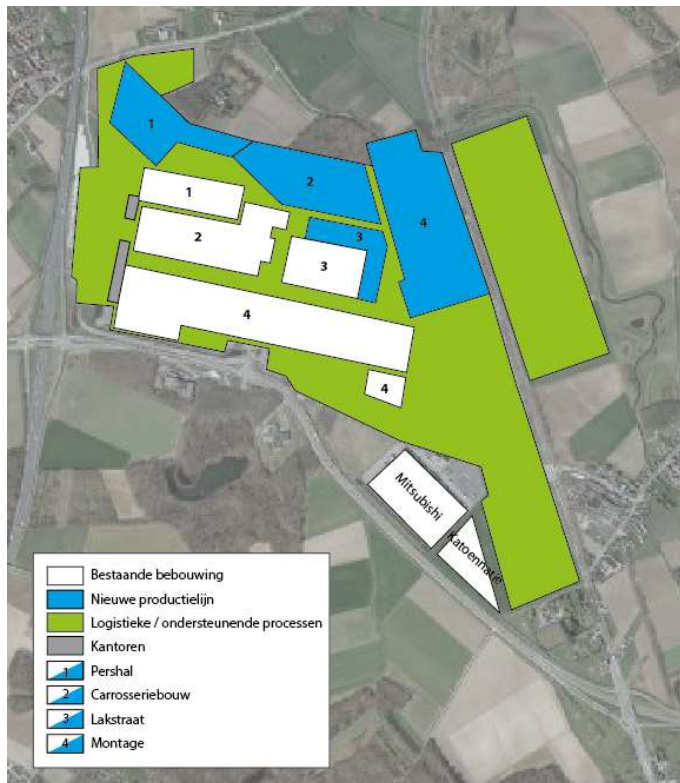 1
2
1
2
3
3
4
4
4
Mitsubishi
Katoennatie
Bestaande bebouwing
Nieuwe productielijn
Logistieke / ondersteunende processen
Kantoren
1 Pershal
2 Carrosseriebouw
3 Lakstraat
4 Montage